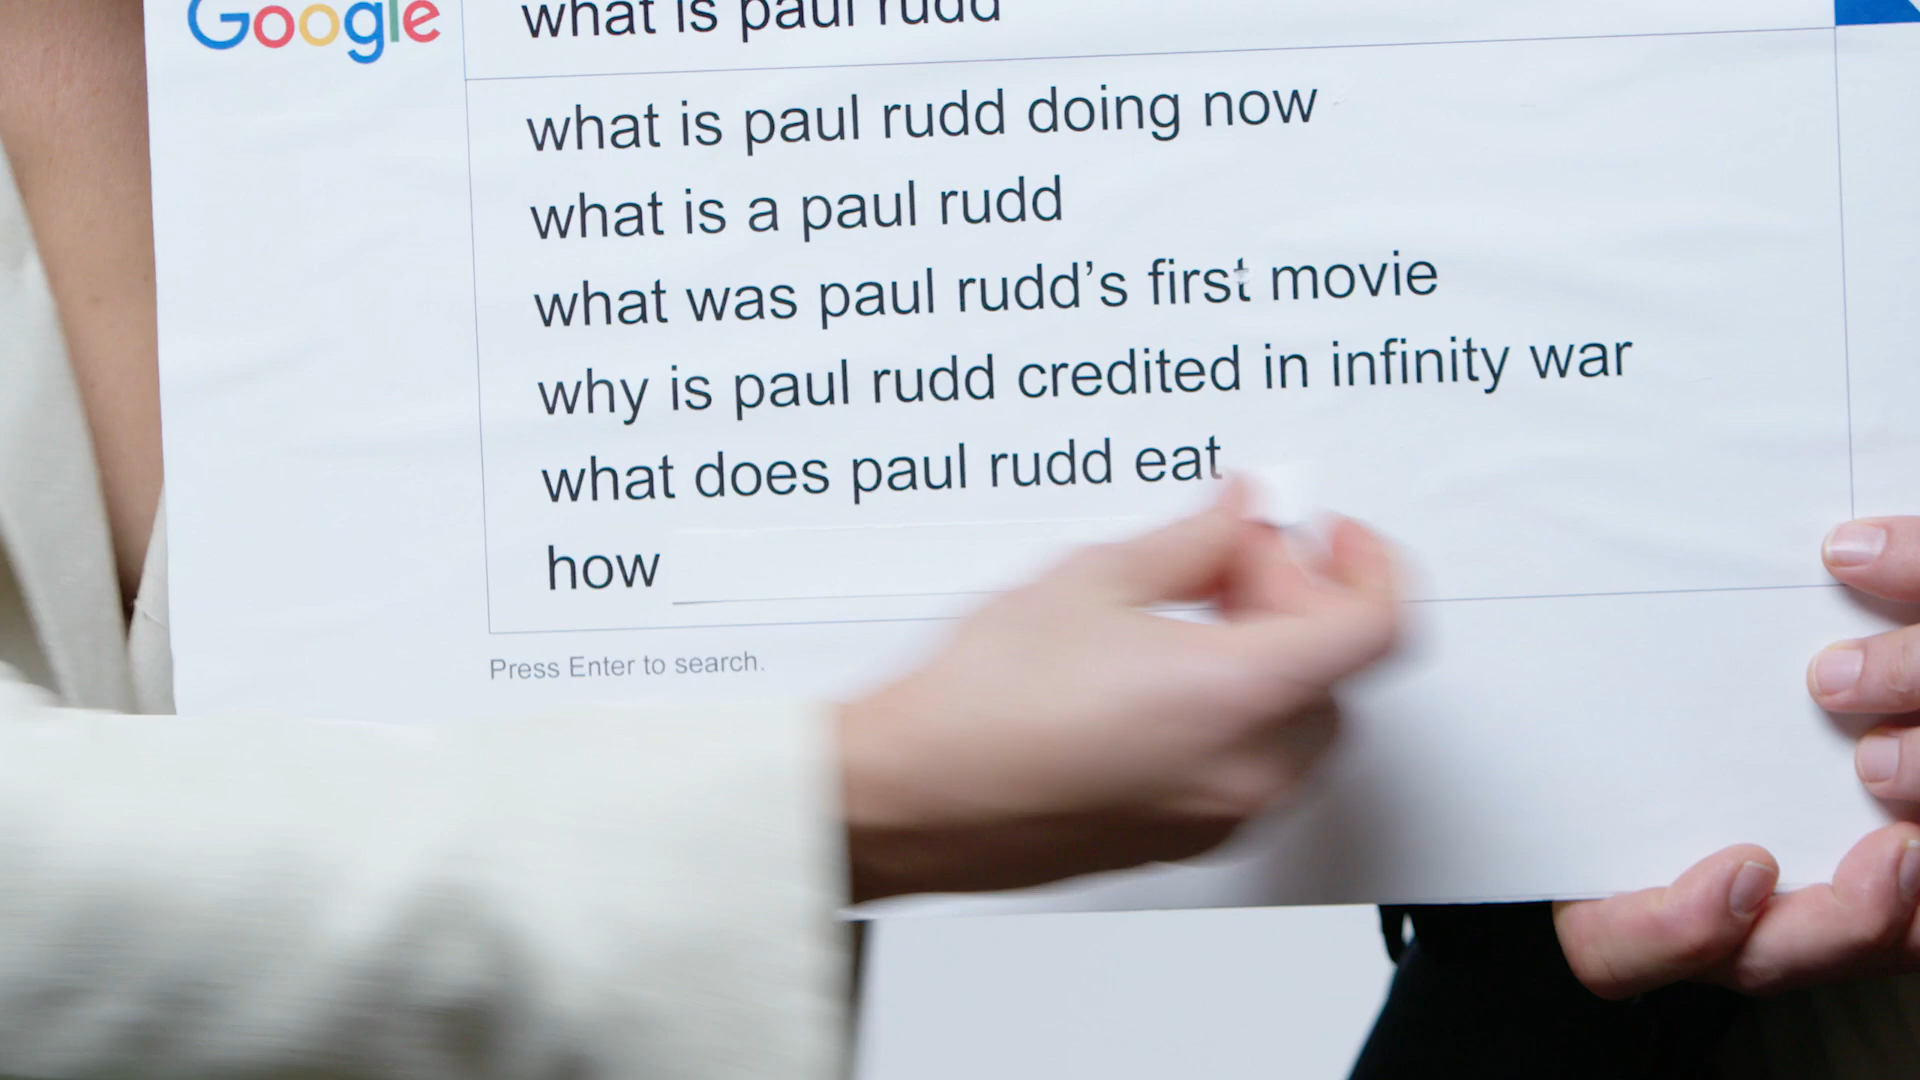 Google
what is paul rudd
what is paul rudd doing now
what is a paul rudd
what was paul rudd’s first movie
why is paul rudd credited in infinity war
what does paul rudd eat
how
Press Enter to search.